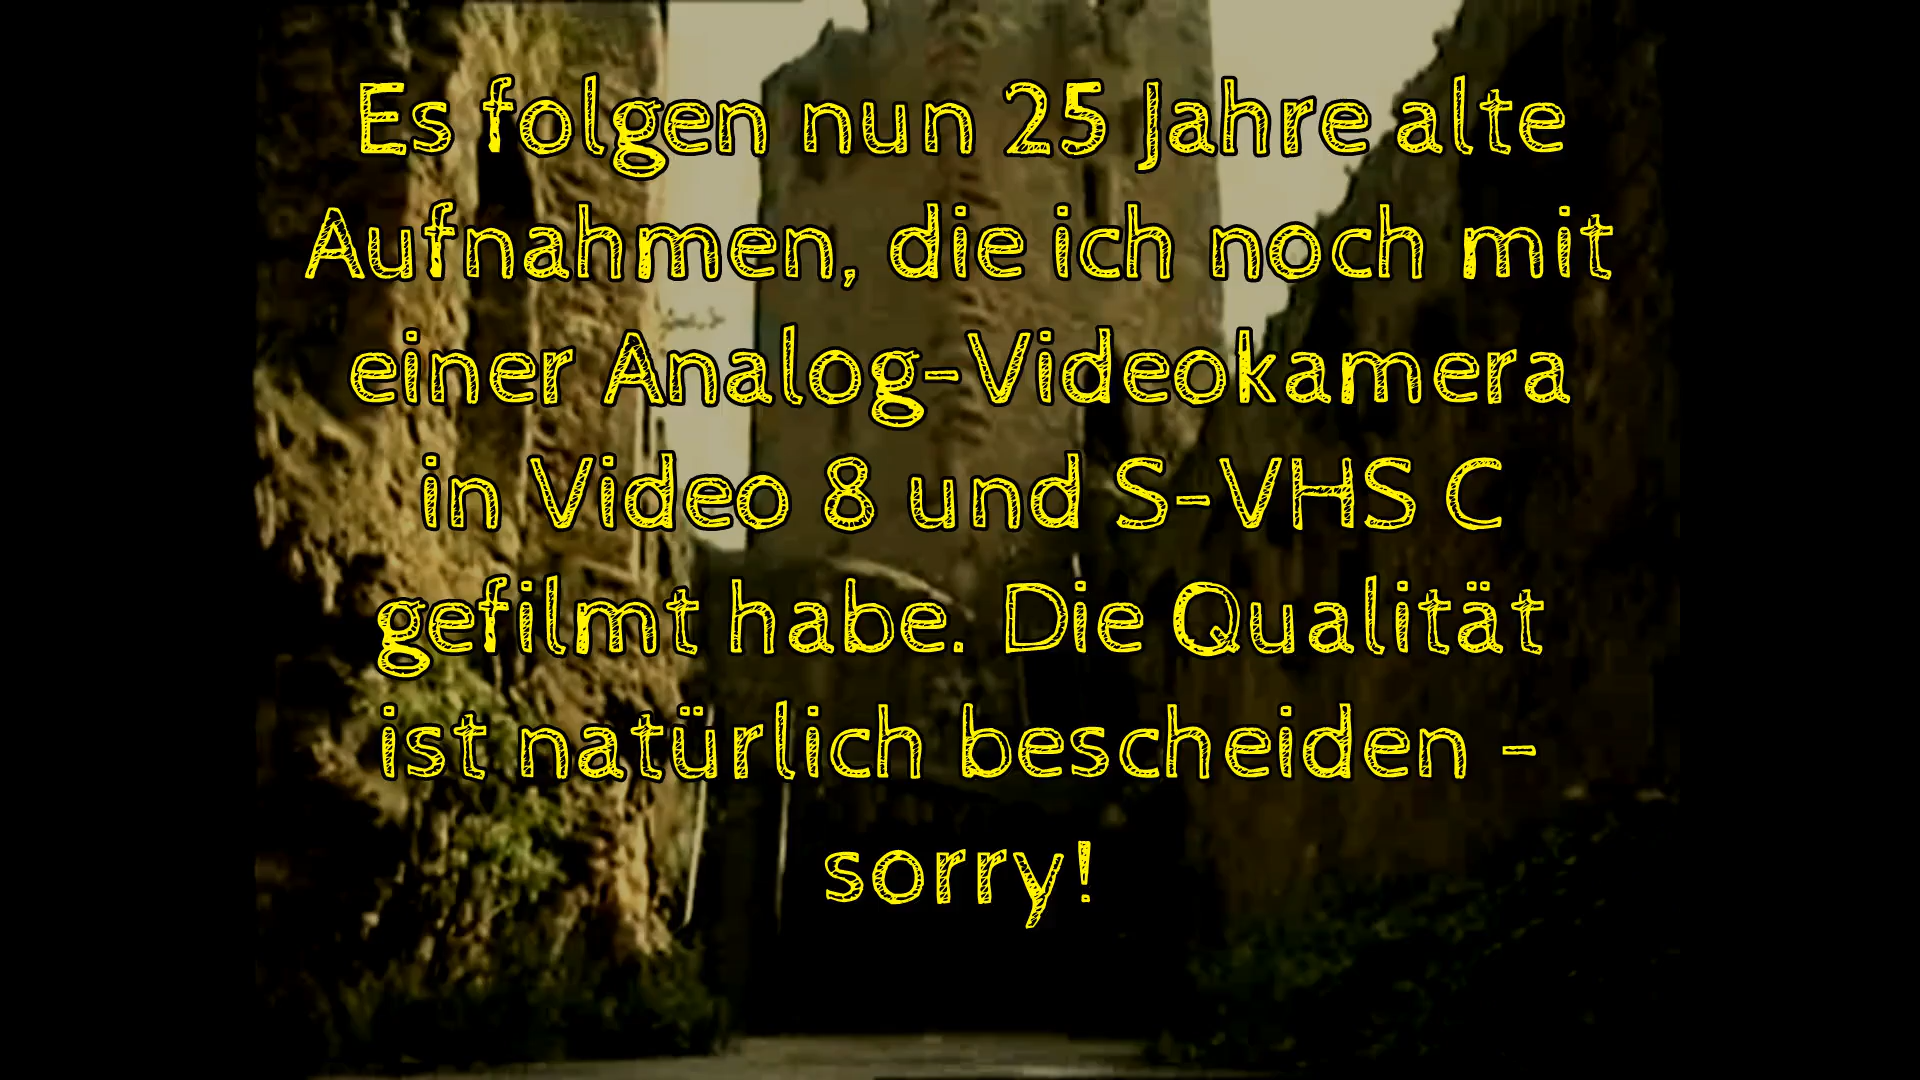 Es folgen nun 25 Jahre alte
Aufnahmen, die ich noch mit
einer Analog-Videokamera
in Video 8 und S-VHS C
gefilmt habe. Die Qualität
ist natürlich bescheiden -
sorry!